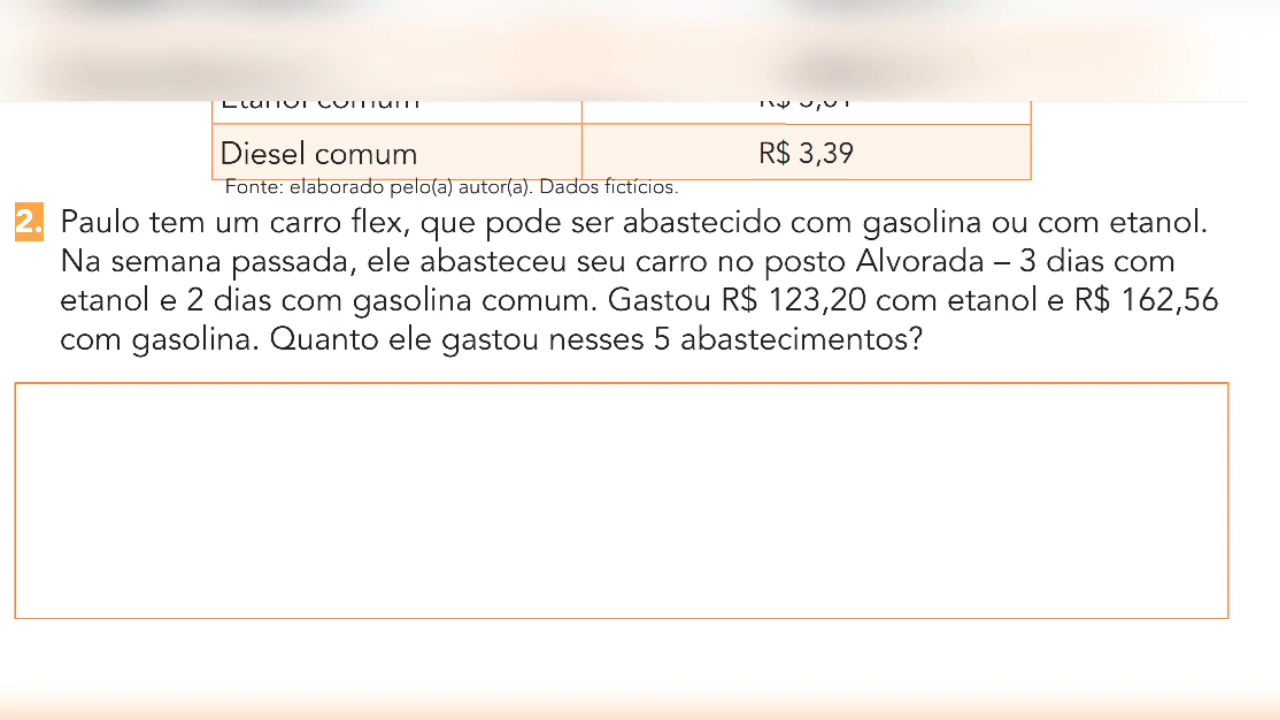 Etanol comum
Diesel comum R$ 3,39
Fonte: elaborado pelo(a) autor(a). Dados fictícios.
2. Paulo tem um carro flex, que pode ser abastecido com gasolina ou com etanol.
Na semana passada, ele abasteceu seu carro no posto Alvorada – 3 dias com
etanol e 2 dias com gasolina comum. Gastou R$ 123,20 com etanol e R$ 162,56
com gasolina. Quanto ele gastou nesses 5 abastecimentos?